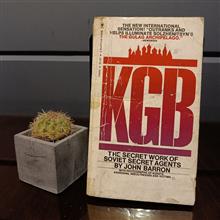 THE NEW INTERNATIONAL
SENSATION! "OUTRANKS AND
HELPS ILLUMINATE SOLZHENITSYN'S
THE GULAG ARCHIPELAGO."
KGB
THE SECRET WORK OF
SOVIET SECRET AGENTS
BY JOHN BARRON